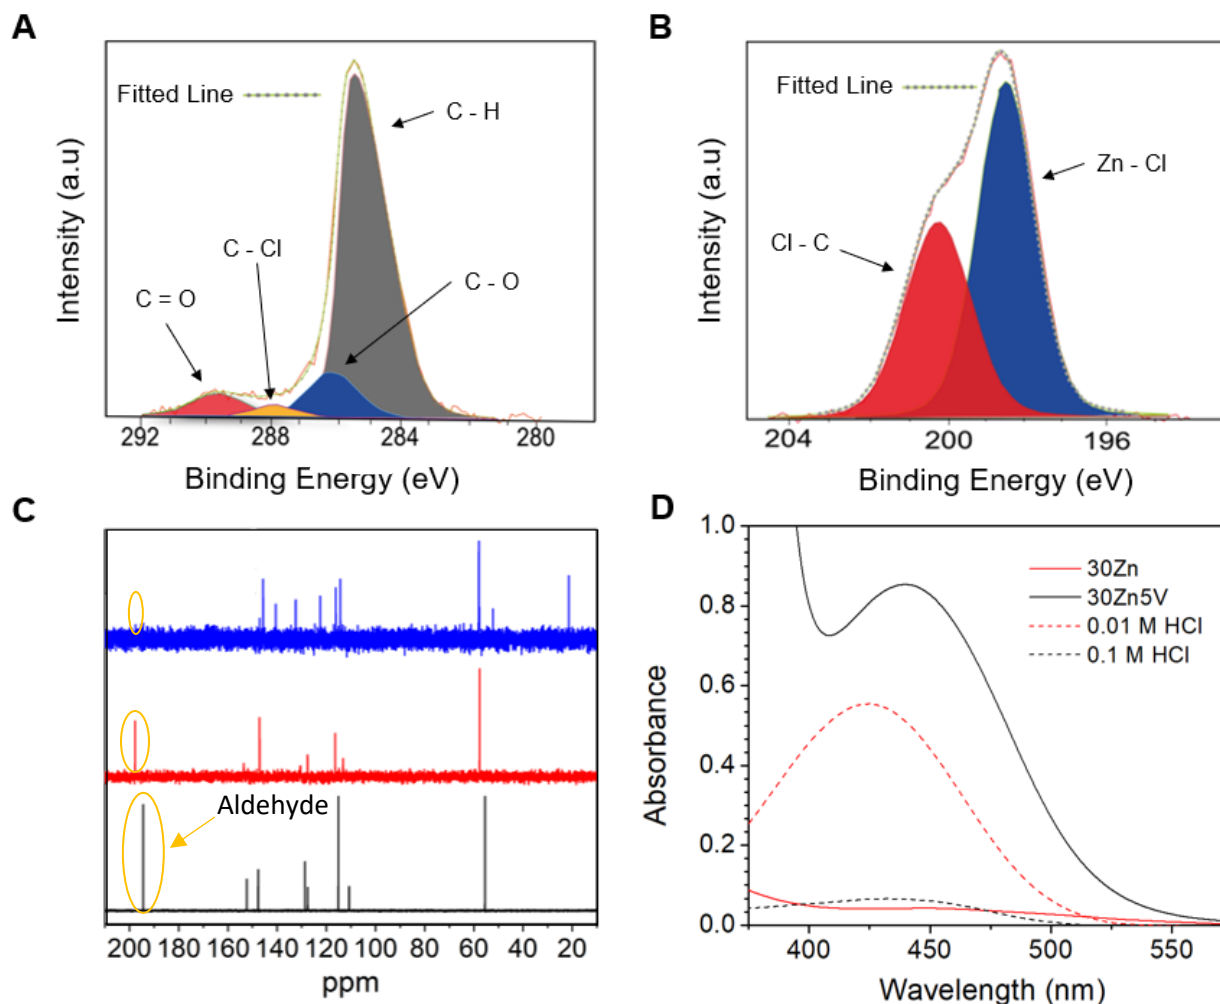 A
Fitted Line
C - H
C - Cl
C - O
C = O
Intensity (a.u)
292 288 284 280
Binding Energy (eV)
B
Fitted Line
Zn - Cl
Cl - C
Intensity (a.u)
204 200 196
Binding Energy (eV)
C
Aldehyde
210 180 160 140 120 100 80 60 40 20
ppm
D
1.0
0.8
0.6
0.4
0.2
0.0
Absorbance
30Zn
30Zn5V
0.01 M HCl
0.1 M HCl
400 450 500 550
Wavelength (nm)